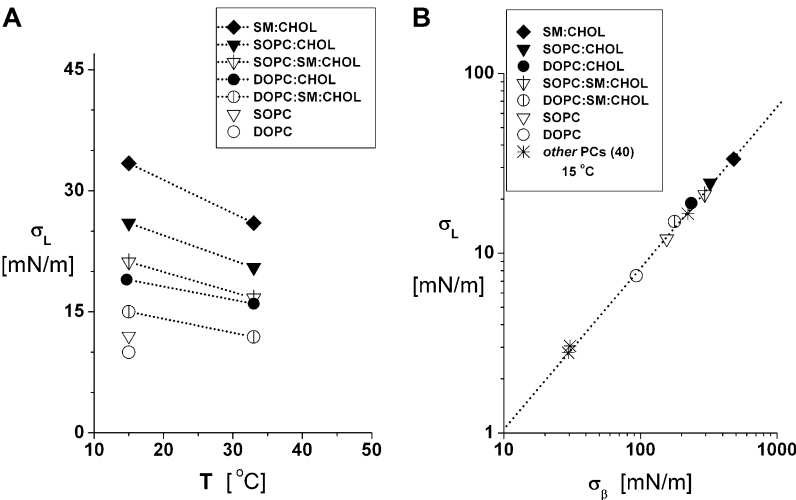 A
SM:CHOL
SOPC:CHOL
SOPC:SM:CHOL
DOPC:CHOL
DOPC:SM:CHOL
SOPC
DOPC
45
30
15
0
σL
[mN/m]
10 20 30 40 50
T [°C]
B
SM:CHOL
SOPC:CHOL
DOPC:CHOL
SOPC:SM:CHOL
DOPC:SM:CHOL
SOPC
DOPC
other PCs (40)
15 °C
100
10
1
σL
[mN/m]
10 100 1000
σβ [mN/m]